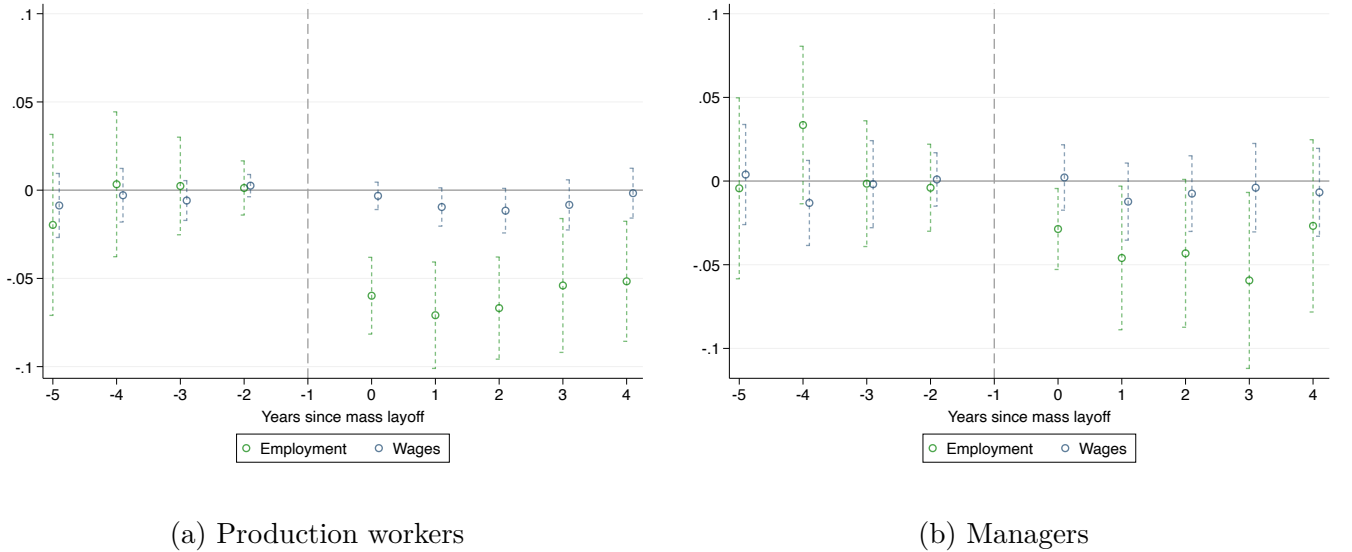 .1
.05
0
-.05
-.1
-5 -4 -3 -2 -1 0 1 2 3 4
Years since mass layoff
Employment Wages
(a) Production workers
.1
.05
0
-.05
-.1
-5 -4 -3 -2 -1 0 1 2 3 4
Years since mass layoff
Employment Wages
(b) Managers